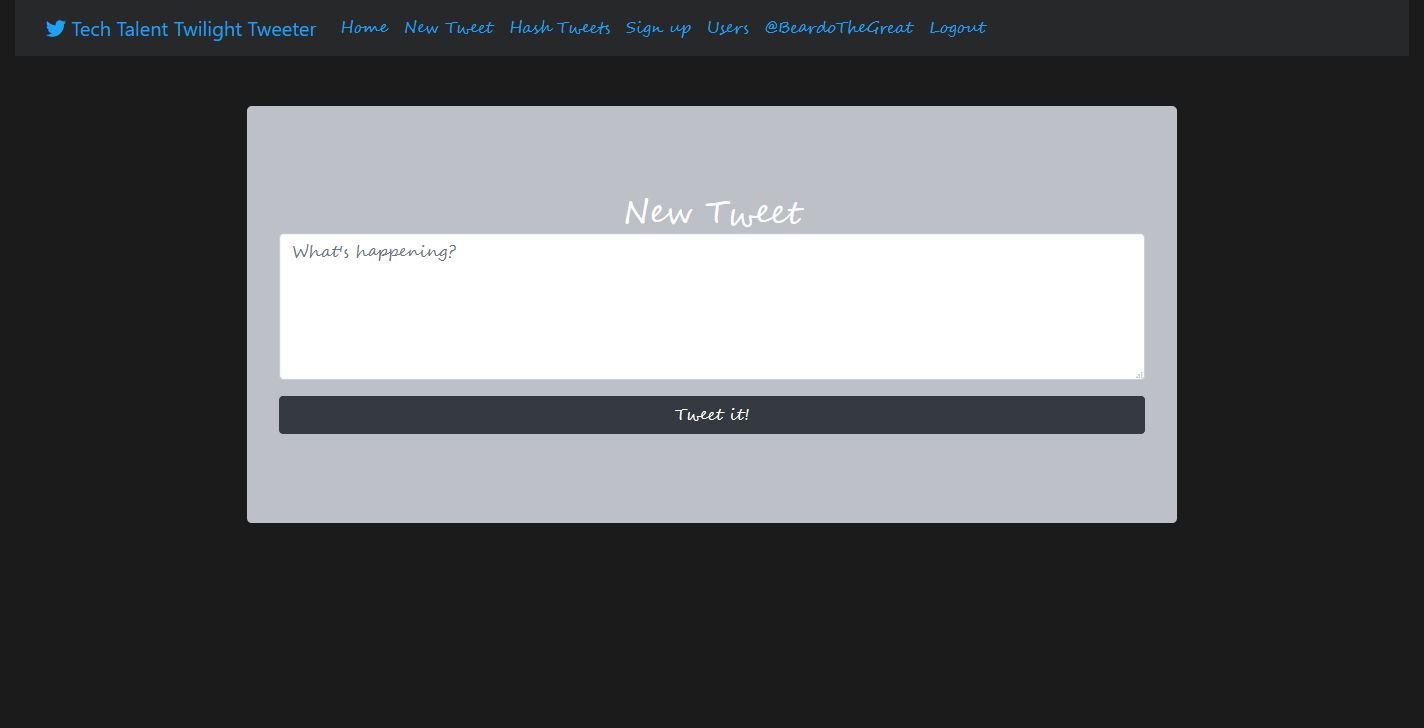 Tech Talent Twilight Tweeter Home New Tweet Hash Tweets Sign up Users @BeardoTheGreat Logout
New Tweet
What's happening?
Tweet it!